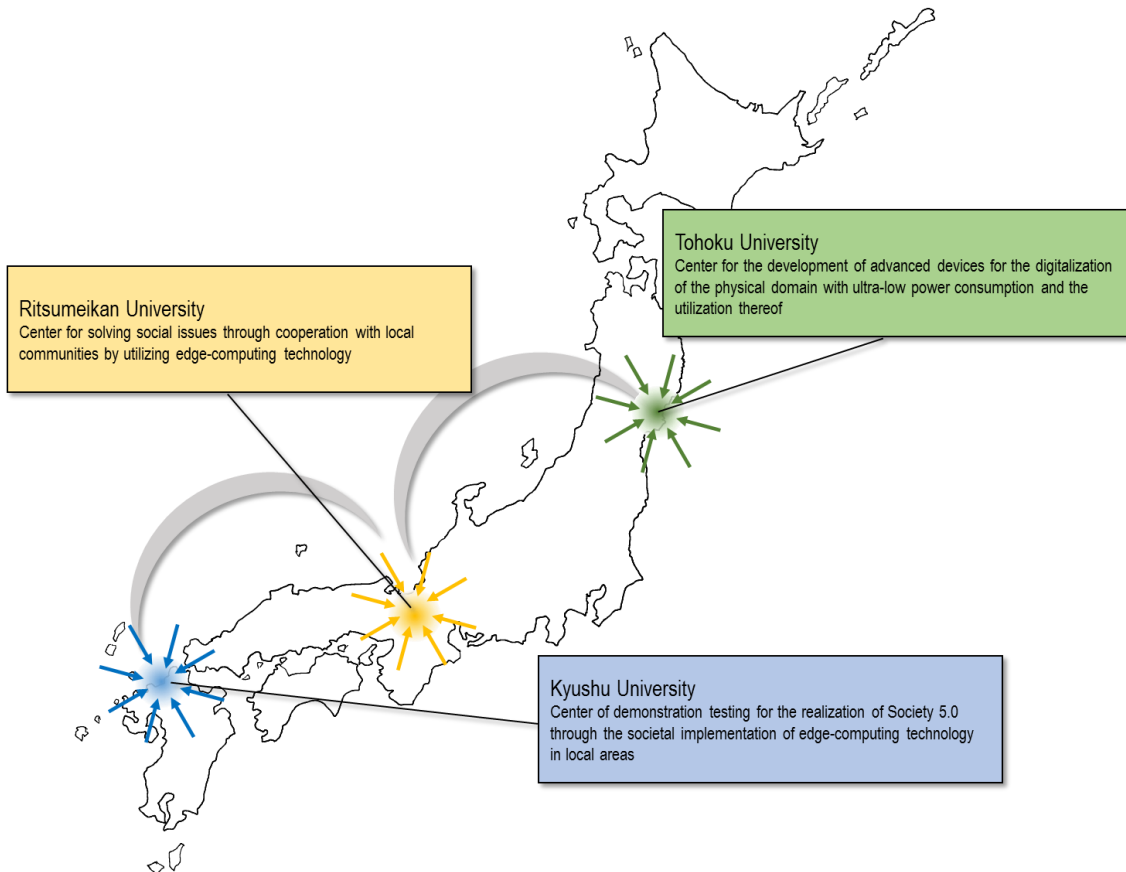 Tohoku University
Center for the development of advanced devices for the digitalization
of the physical domain with ultra-low power consumption and the
utilization thereof
Ritsumeikan University
Center for solving social issues through cooperation with local
communities by utilizing edge-computing technology
Kyushu University
Center of demonstration testing for the realization of Society 5.0
through the societal implementation of edge-computing technology
in local areas